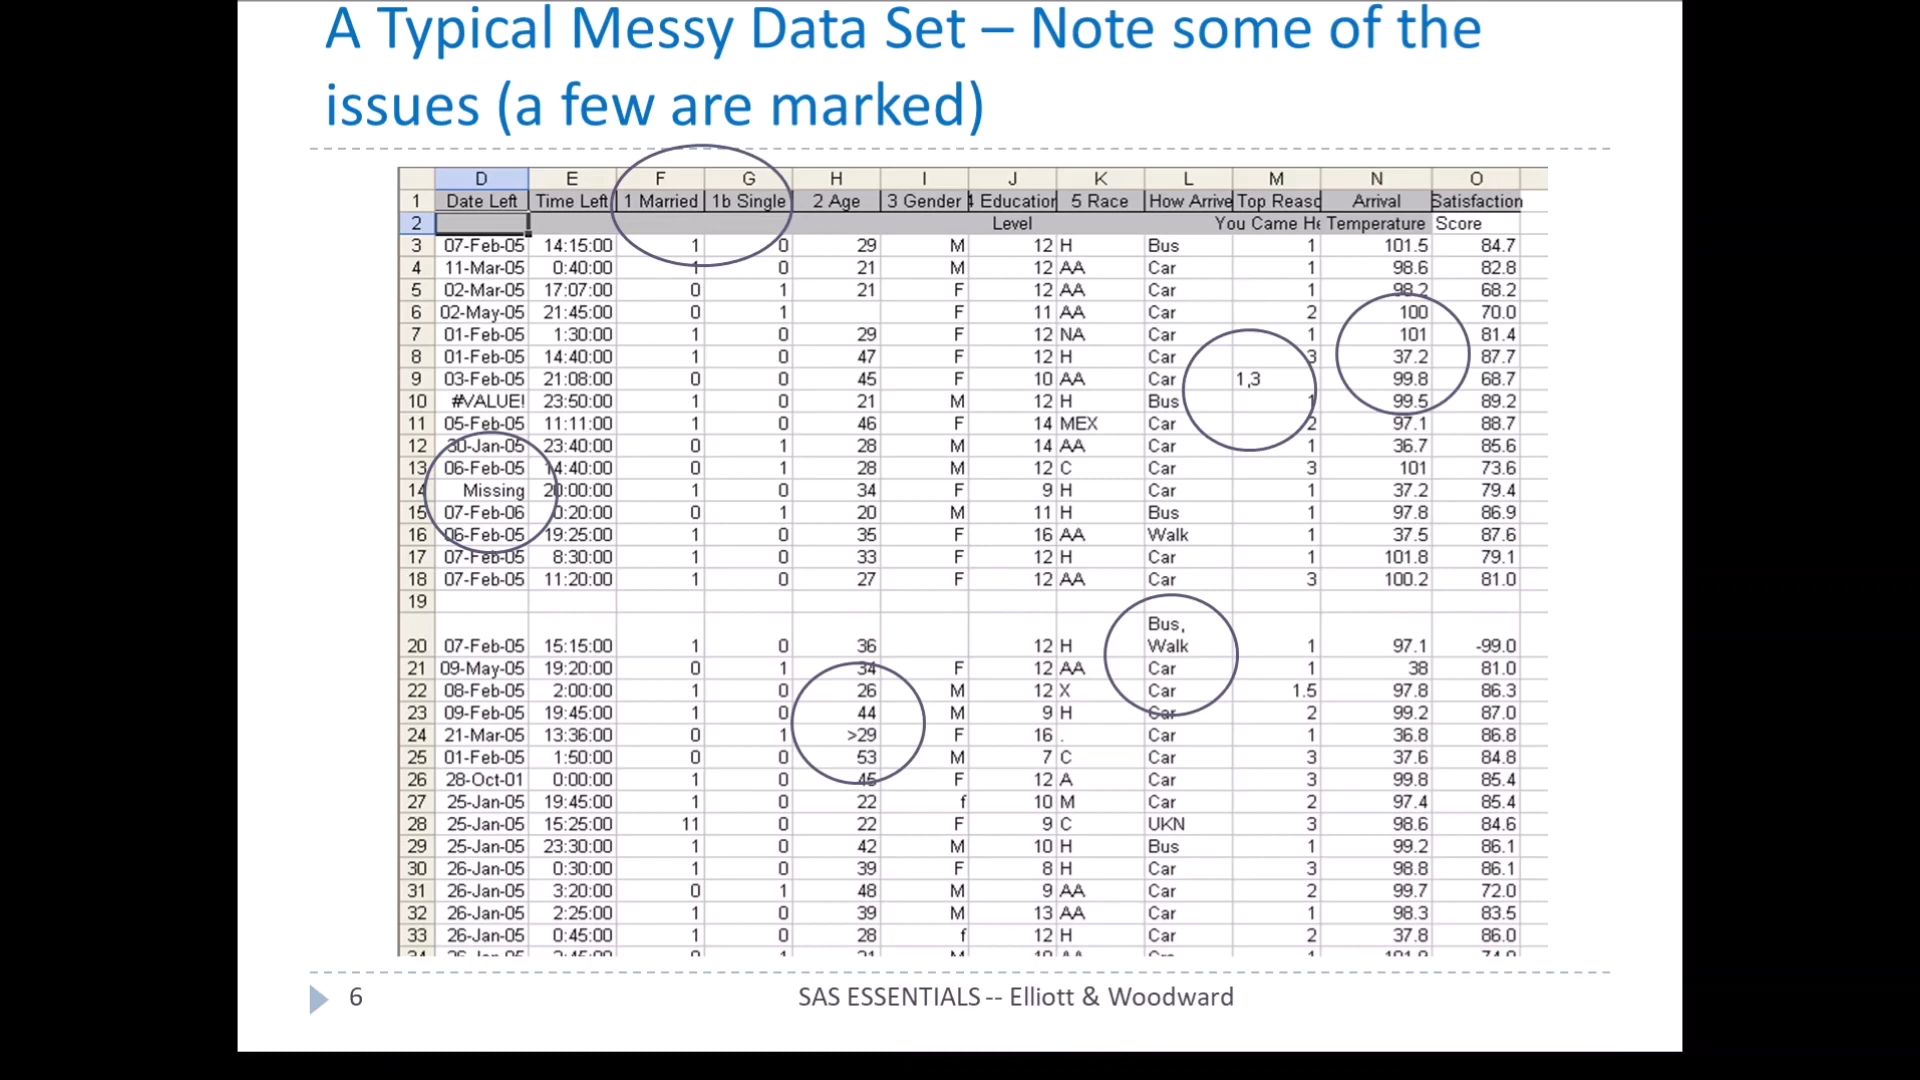 A Typical Messy Data Set – Note some of the
issues (a few are marked)
D E F G H I J K L M N O
1 Date Left Time Left 1 Married 1b Single 2 Age 3 Gender 4 Education 5 Race How Arrive Top Reasc Arrival Satisfaction
2 Level You Came He Temperature Score
3 07-Feb-05 14:15:00 1 0 29 M 12 H Bus 1 101.5 84.7
4 11-Mar-05 0:40:00 1 0 21 M 12 AA Car 1 98.6 82.8
5 02-Mar-05 17:07:00 0 1 21 F 12 AA Car 1 98.2 68.2
6 02-May-05 21:45:00 0 1 F 11 AA Car 2 100 70.0
7 01-Feb-05 1:30:00 1 0 29 F 12 NA Car 1 101 81.4
8 01-Feb-05 14:40:00 1 0 47 F 12 H Car 3 37.2 87.7
9 03-Feb-05 21:08:00 0 0 45 F 10 AA Car 1,3 99.8 68.7
10 #VALUE! 23:50:00 1 0 21 M 12 H Bus 1 99.5 89.2
11 05-Feb-05 11:11:00 1 0 46 F 14 MEX Car 2 97.1 88.7
12 30-Jan-05 23:40:00 0 1 28 M 14 AA Car 1 36.7 85.6
13 06-Feb-05 14:40:00 0 1 28 M 12 C Car 3 101 73.6
14 Missing 20:00:00 1 0 34 F 9 H Car 1 37.2 79.4
15 07-Feb-06 0:20:00 0 1 20 M 11 H Bus 1 97.8 86.9
16 06-Feb-05 19:25:00 1 0 35 F 16 AA Walk 1 37.5 87.6
17 07-Feb-05 8:30:00 1 0 33 F 12 H Car 1 101.8 79.1
18 07-Feb-05 11:20:00 1 0 27 F 12 AA Car 3 100.2 81.0
19
Bus,
20 07-Feb-05 15:15:00 1 0 36 12 H Walk 1 97.1 -99.0
21 09-May-05 19:20:00 0 1 34 F 12 AA Car 1 38 81.0
22 08-Feb-05 2:00:00 1 0 26 M 12 X Car 1.5 97.8 86.3
23 09-Feb-05 19:45:00 1 0 44 M 9 H Car 2 99.2 87.0
24 21-Mar-05 13:36:00 0 1 >29 F 16 . Car 1 36.8 86.8
25 01-Feb-05 1:50:00 0 0 53 M 7 C Car 3 37.6 84.8
26 28-Oct-01 0:00:00 1 0 45 F 12 A Car 3 99.8 85.4
27 25-Jan-05 19:45:00 1 0 22 f 10 M Car 2 97.4 85.4
28 25-Jan-05 15:25:00 11 0 22 F 9 C UKN 3 98.6 84.6
29 25-Jan-05 23:30:00 1 0 42 M 10 H Bus 1 99.2 86.1
30 26-Jan-05 0:30:00 1 0 39 F 8 H Car 3 98.8 86.1
31 26-Jan-05 3:20:00 0 1 48 M 9 AA Car 2 99.7 72.0
32 26-Jan-05 2:25:00 1 0 39 M 13 AA Car 1 98.3 83.5
33 26-Jan-05 0:45:00 1 0 28 f 12 H Car 2 37.8 86.0
6 SAS ESSENTIALS -- Elliott & Woodward